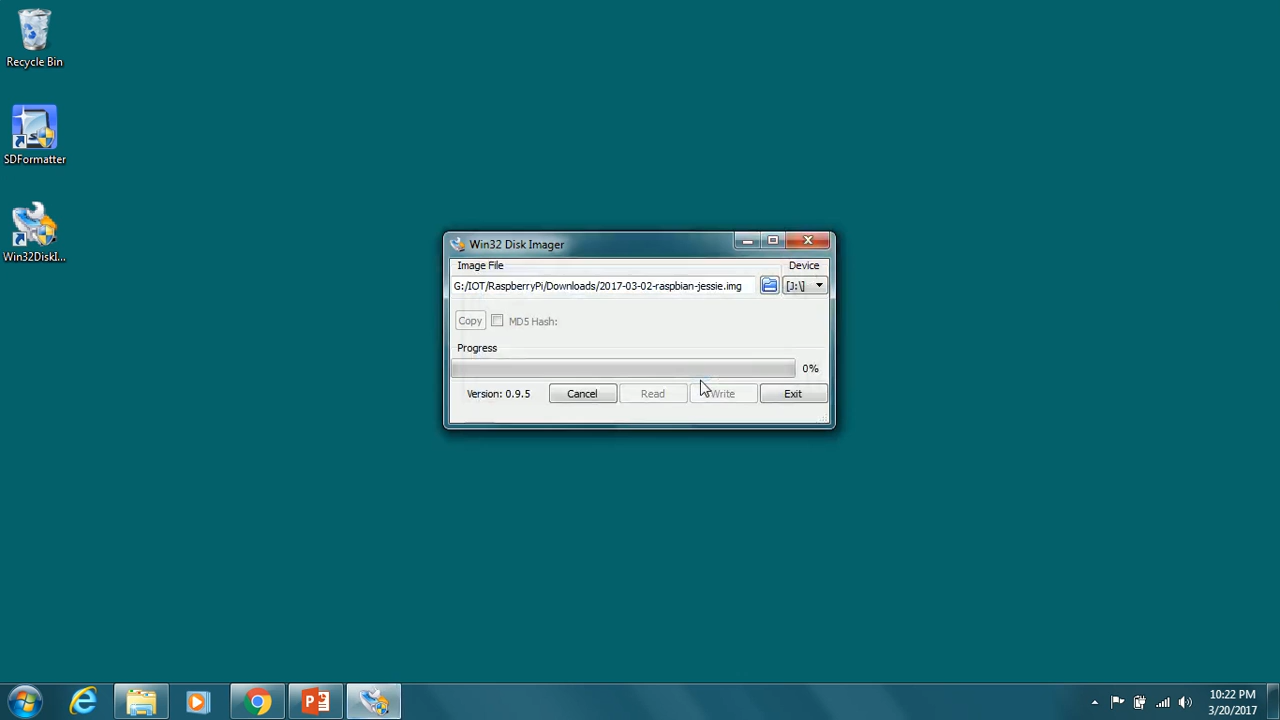 Recycle Bin
SDFormatter
Win32DiskI...
Win32 Disk Imager
Image File
Device
G:/IOT/RaspberryPi/Downloads/2017-03-02-raspbian-jessie.img
[J:\]
Copy
MD5 Hash:
Progress
0%
Version: 0.9.5
Cancel
Read
Write
Exit
10:22 PM
3/20/2017